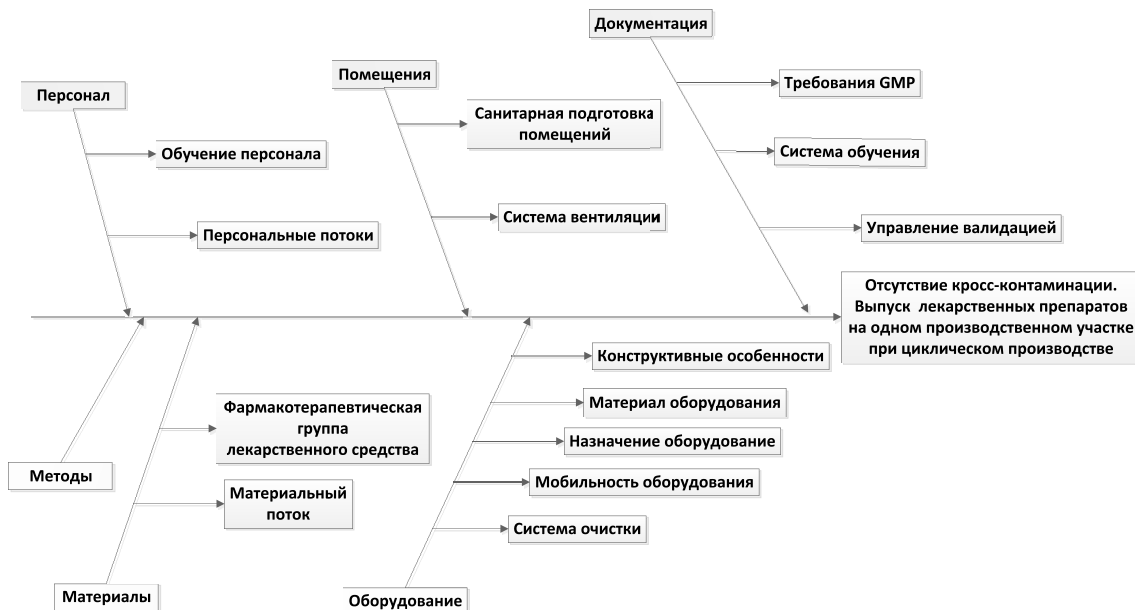 Документация
Помещения
Персонал
Требования GMP
Санитарная подготовка
помещений
Обучение персонала
Система обучения
Система вентиляции
Персональные потоки
Управление валидацией
Отсутствие кросс-контаминации.
Выпуск лекарственных препаратов
на одном производственном участке
при циклическом производстве
Конструктивные особенности
Материал оборудования
Фармакотерапевтическая
группа
лекарственного средства
Назначение оборудование
Методы
Мобильность оборудования
Материальный
поток
Система очистки
Материалы
Оборудование